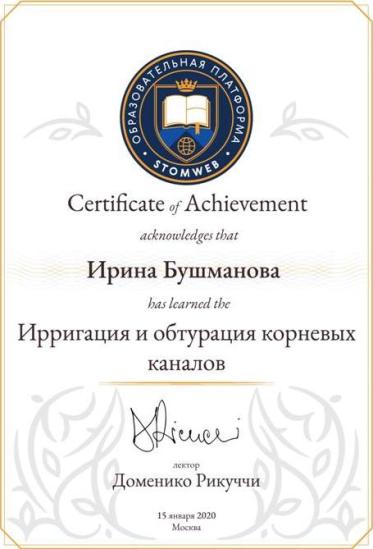 ОБРАЗОВАТЕЛЬНАЯ ПЛАТФОРМА
• STOMWEB •
Certificate of Achievement
acknowledges that
Ирина Бушманова
has learned the
Ирригация и обтурация корневых
каналов
лектор
Доменико Рикуччи
15 января 2020
Москва